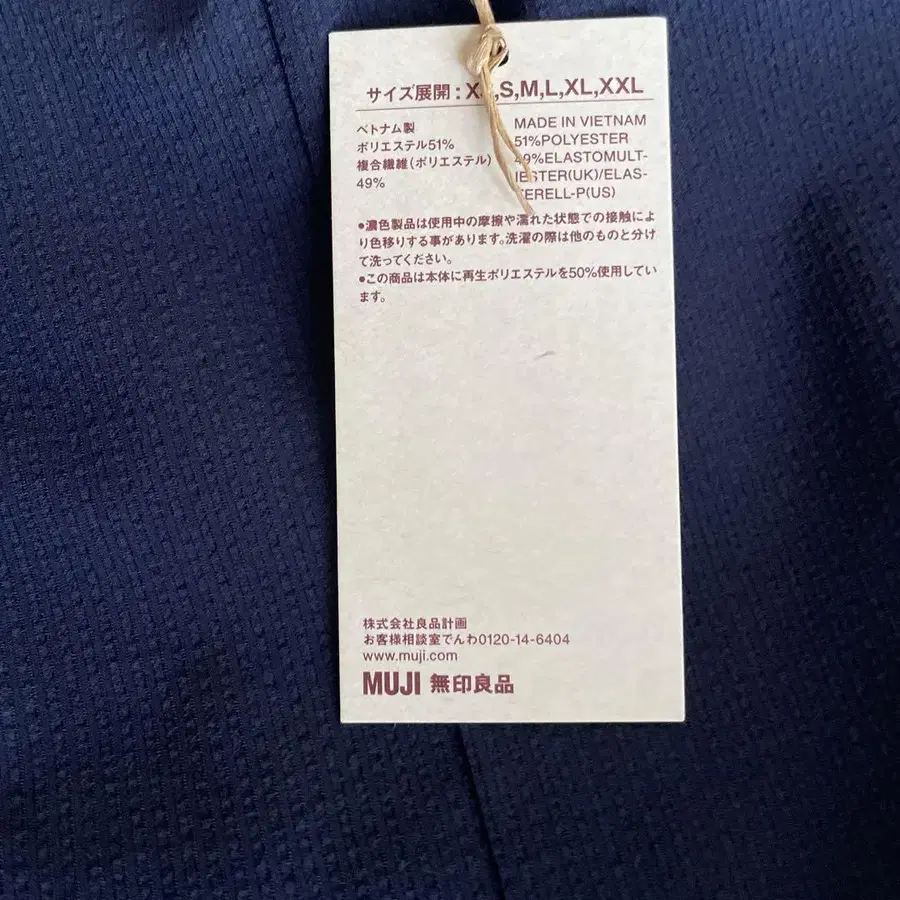 サイズ展開:X ,S,M,L,XL,XXL
ベトナム製
ポリエステル51%
複合繊維(ポリエステル)
49%
MADE IN VIETNAM
51%POLYESTER
49%ELASTOMULT-
IESTER(UK)/ELAS-
TERELL-P(US)
●濃色製品は使用中の摩擦や濡れた状態での接触によ
り色移りする事があります。洗濯の際は他のものと分け
て洗ってください。
●この商品は本体に再生ポリエステルを50%使用してい
ます。
株式会社良品計画
お客様相談室でんわ0120-14-6404
www.muji.com
MUJI 無印良品